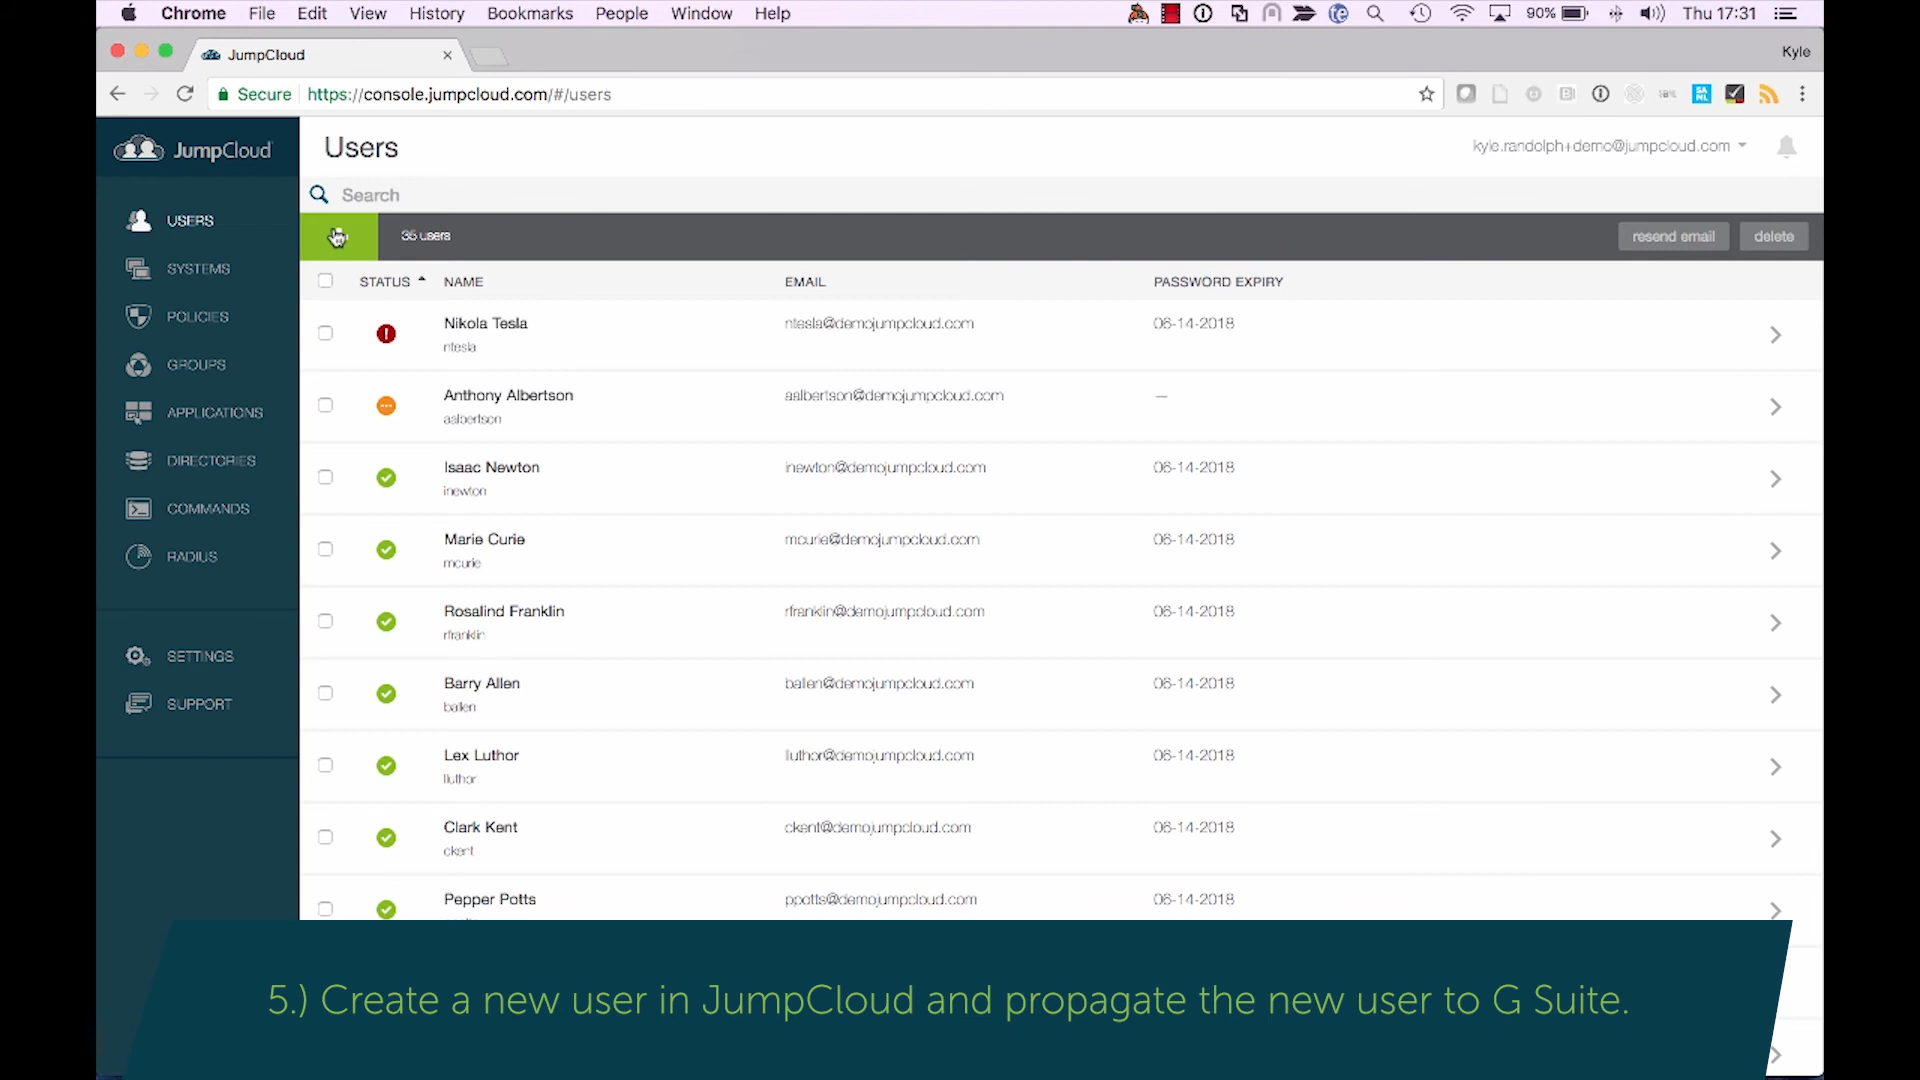 Chrome File Edit View History Bookmarks People Window Help 90% Thu 17:31
JumpCloud Kyle
Secure https://console.jumpcloud.com/#/users
JumpCloud
Users
kyle.randolph+demo@jumpcloud.com
Search
35 users
resend email
delete
USERS
SYSTEMS
POLICIES
GROUPS
APPLICATIONS
DIRECTORIES
COMMANDS
RADIUS
SETTINGS
SUPPORT
STATUS NAME EMAIL PASSWORD EXPIRY
Nikola Tesla ntesla@demojumpcloud.com 06-14-2018
ntesla
Anthony Albertson aalbertson@demojumpcloud.com —
aalbertson
Isaac Newton inewton@demojumpcloud.com 06-14-2018
inewton
Marie Curie mcurie@demojumpcloud.com 06-14-2018
mcurie
Rosalind Franklin rfranklin@demojumpcloud.com 06-14-2018
rfranklin
Barry Allen ballen@demojumpcloud.com 06-14-2018
ballen
Lex Luthor lluthor@demojumpcloud.com 06-14-2018
lluthor
Clark Kent ckent@demojumpcloud.com 06-14-2018
ckent
Pepper Potts ppotts@demojumpcloud.com 06-14-2018
5.) Create a new user in JumpCloud and propagate the new user to G Suite.